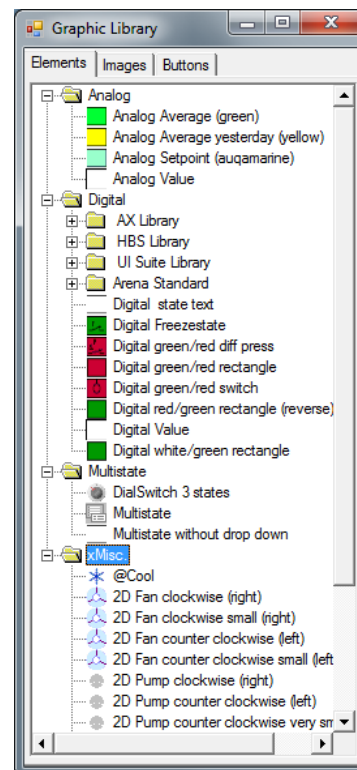 Graphic Library
Elements Images Buttons
Analog
Analog Average (green)
Analog Average yesterday (yellow)
Analog Setpoint (auqamarine)
Analog Value
Digital
AX Library
HBS Library
UI Suite Library
Arena Standard
Digital state text
Digital Freezestate
Digital green/red diff press
Digital green/red rectangle
Digital green/red switch
Digital red/green rectangle (reverse)
Digital Value
Digital white/green rectangle
Multistate
DialSwitch 3 states
Multistate
Multistate without drop down
xMisc.
@Cool
2D Fan clockwise (right)
2D Fan clockwise small (right)
2D Fan counter clockwise (left)
2D Fan counter clockwise small (left
2D Pump clockwise (right)
2D Pump counter clockwise (left)
2D Pump counter clockwise very